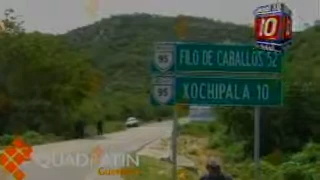 95 FILO DE CABALLOS 52
95 XOCHIPALA 10
10
QUADRATIN